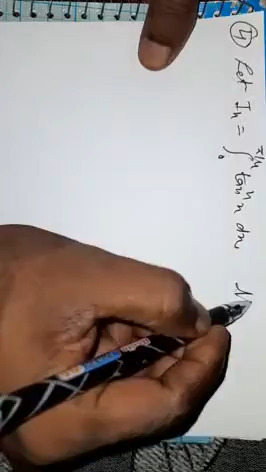 (4) Let Iₙ = ∫₀^{π/4} tanⁿx dx